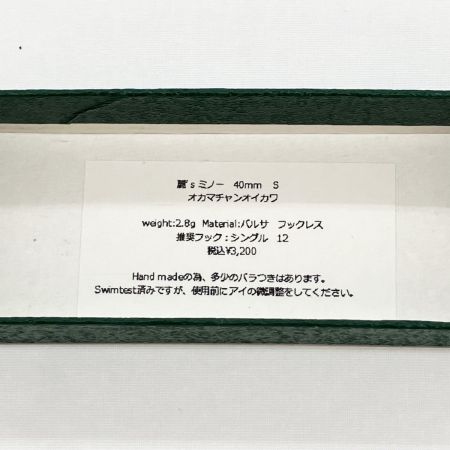 麗's ミノー 40mm S
オカマチャンオイカワ
weight:2.8g Material:バルサ フックレス
推奨フック：シングル 12
税込¥3,200
Hand madeの為、多少のバラつきはあります。
Swimtest済みですが、使用前にアイの微調整をしてください。